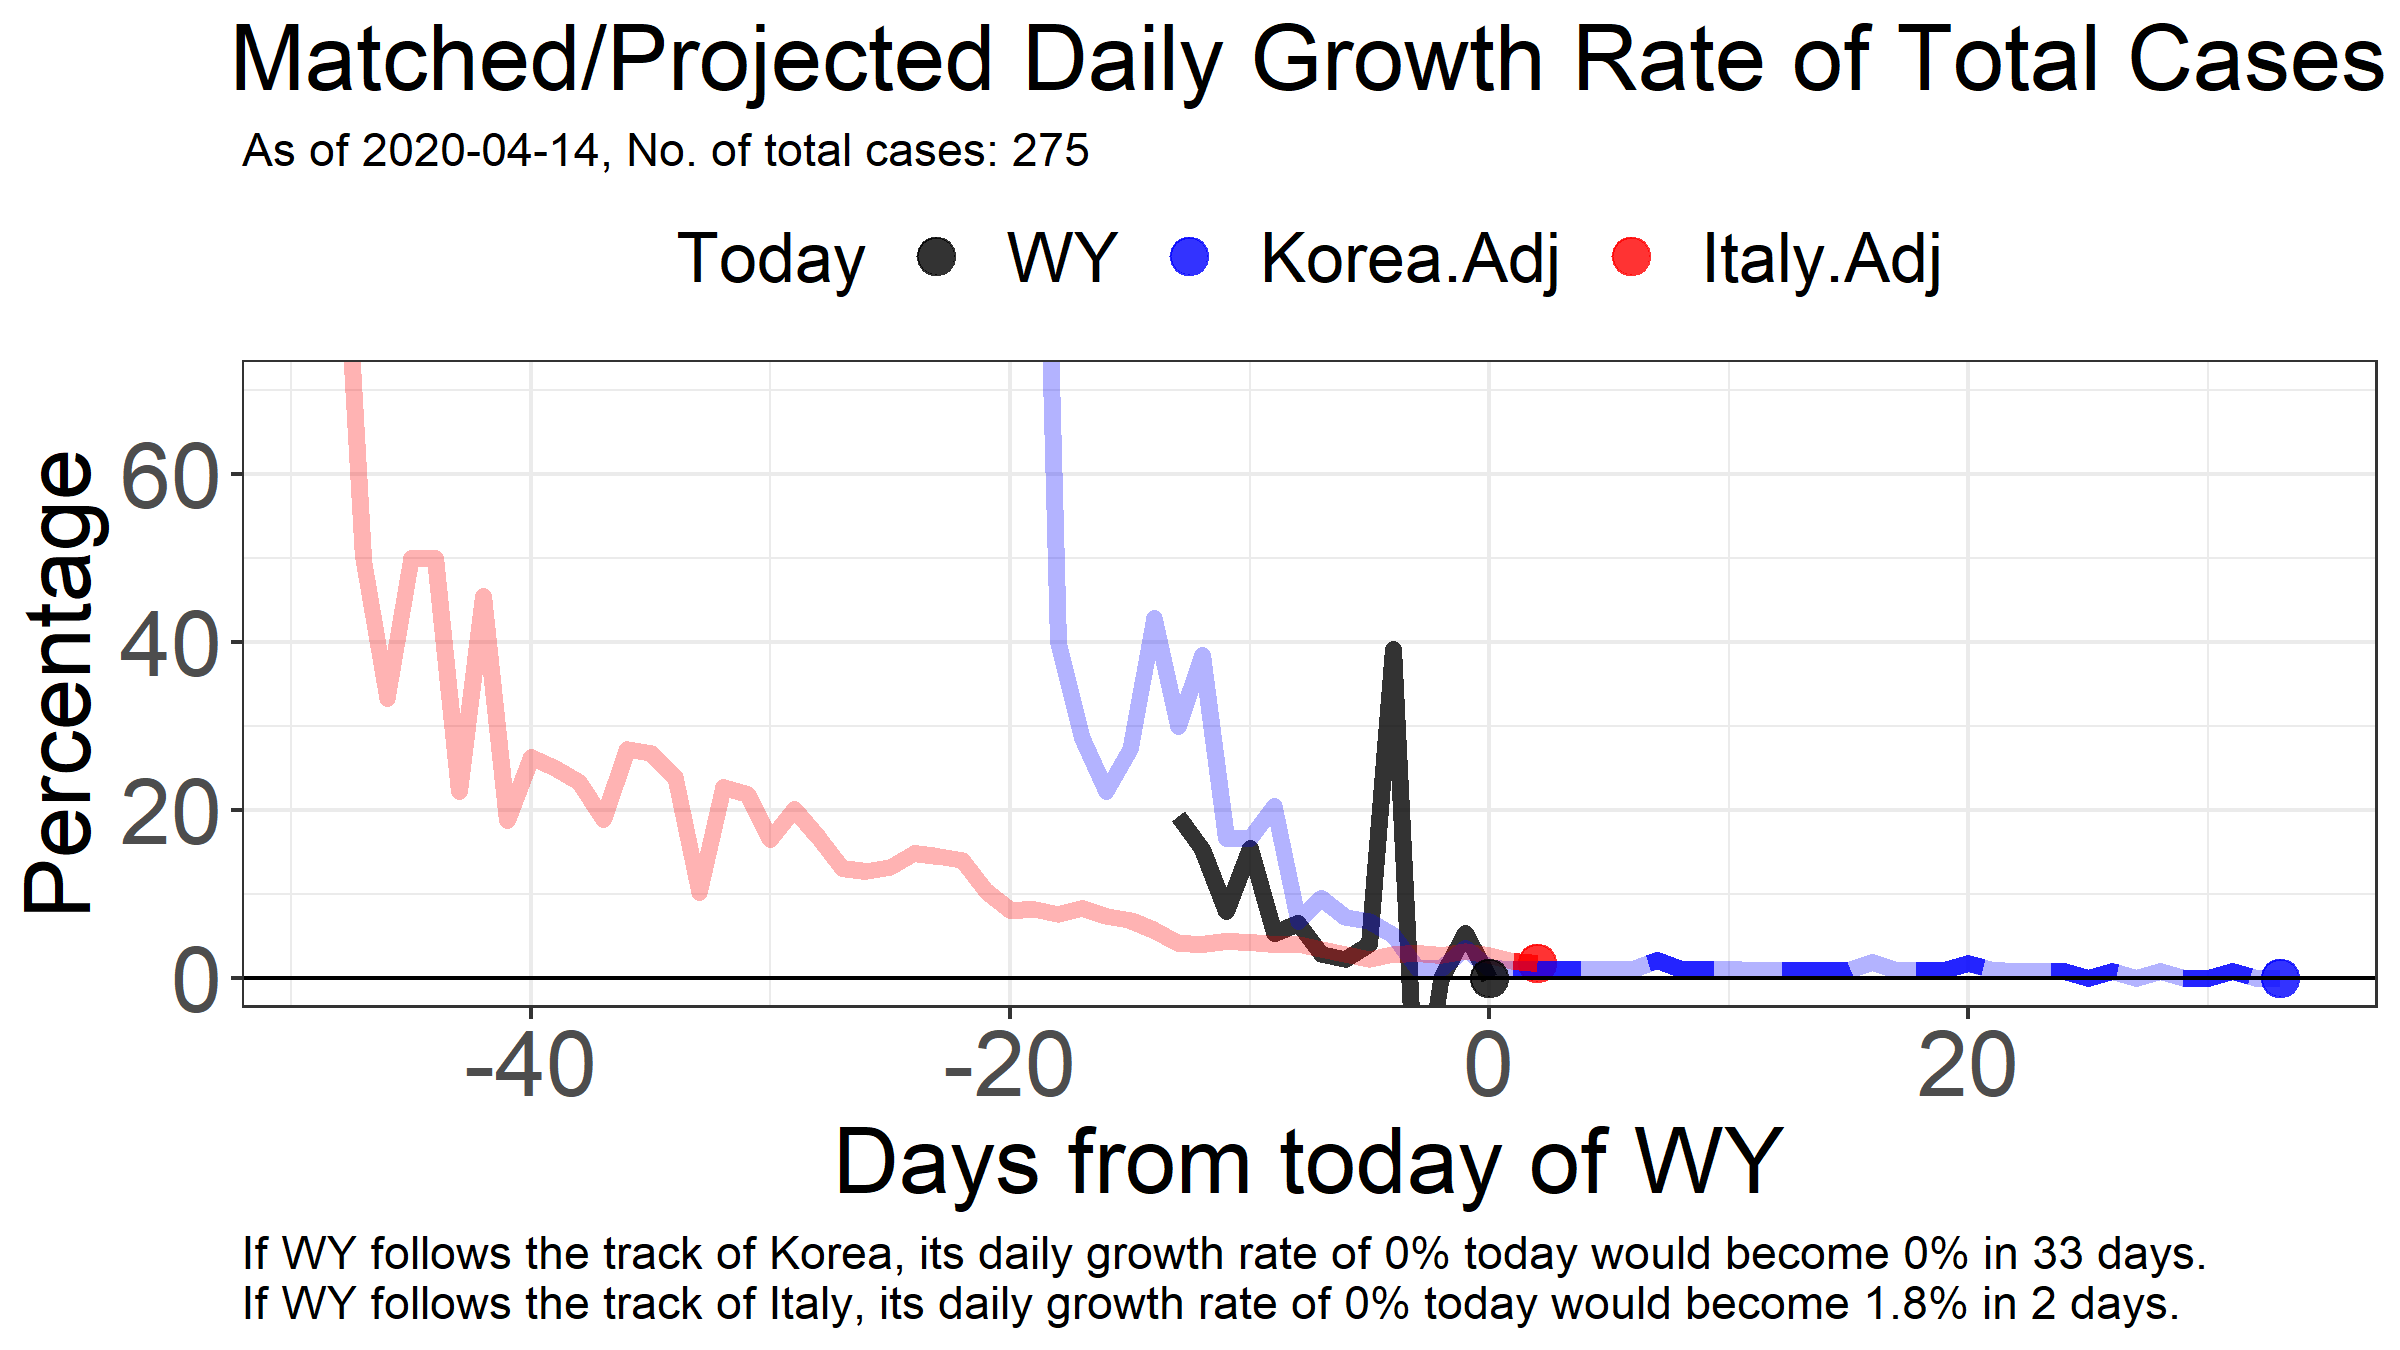 Matched/Projected Daily Growth Rate of Total Cases
As of 2020-04-14, No. of total cases: 275
Today WY Korea.Adj Italy.Adj
Percentage
60
40
20
0
-40 -20 0 20
Days from today of WY
If WY follows the track of Korea, its daily growth rate of 0% today would become 0% in 33 days.
If WY follows the track of Italy, its daily growth rate of 0% today would become 1.8% in 2 days.